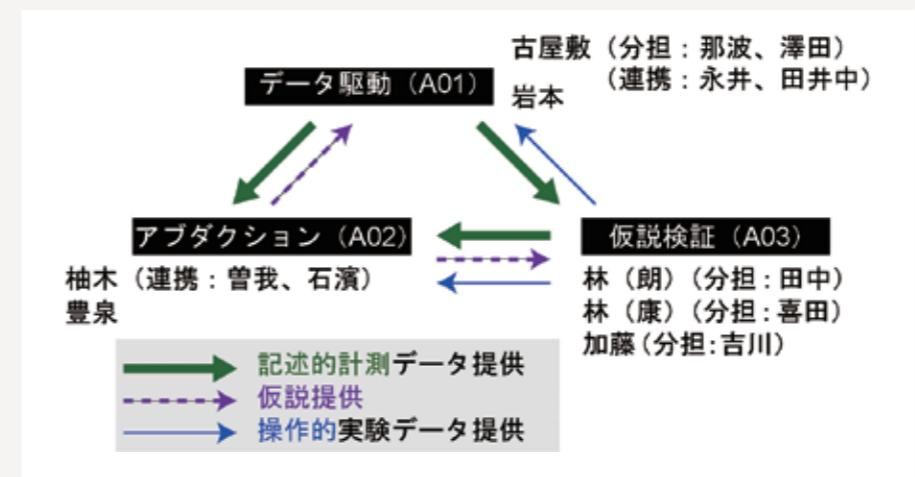 古屋敷（分担：那波、澤田）
（連携：永井、田井中）
データ駆動（A01）
岩本
アブダクション（A02）
仮説検証（A03）
柚木（連携：曽我、石濱）
豊泉
林（朗）（分担：田中）
林（康）（分担：喜田）
加藤（分担：吉川）
記述的計測データ提供
仮説提供
操作的実験データ提供